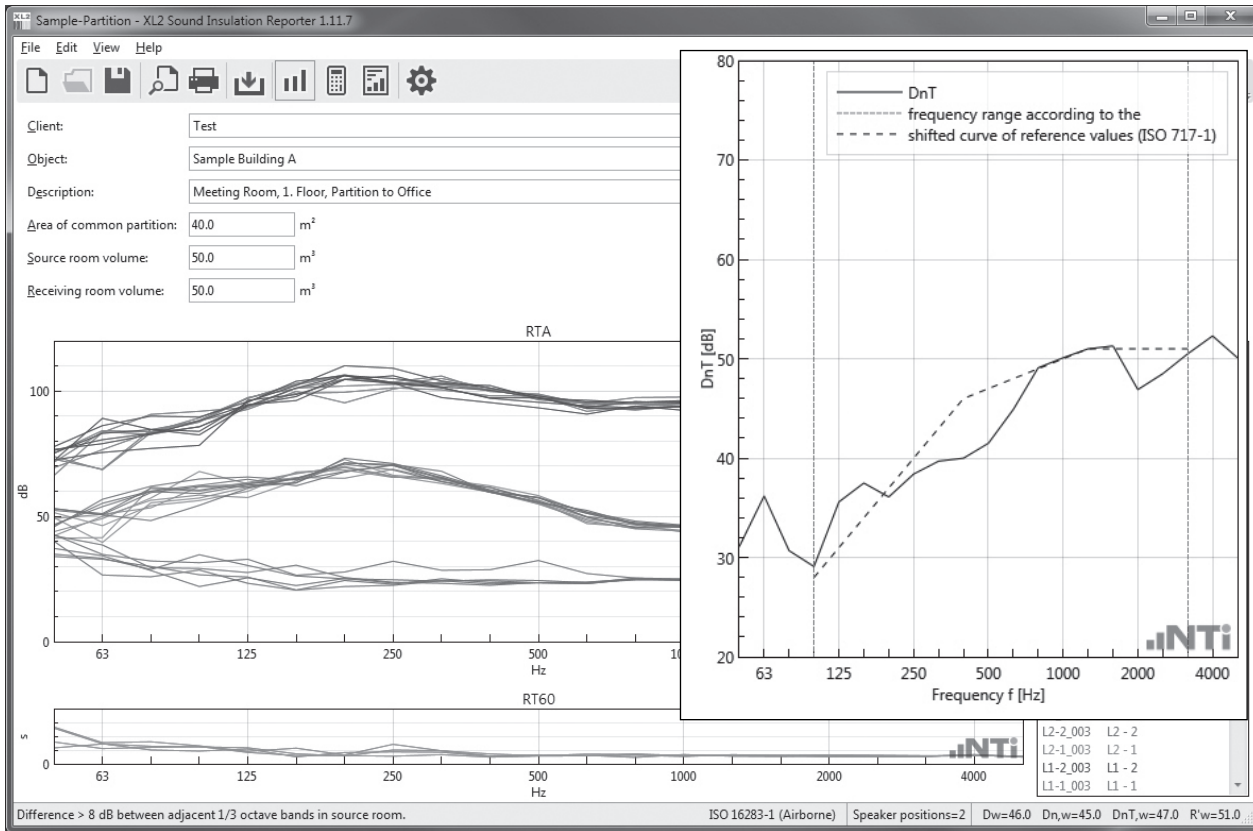 Sample-Partition - XL2 Sound Insulation Reporter 1.11.7
File Edit View Help
Client: Test
Object: Sample Building A
Description: Meeting Room, 1. Floor, Partition to Office
Area of common partition: 40.0 m²
Source room volume: 50.0 m³
Receiving room volume: 50.0 m³
RTA
100
50
0
dB
63 125 250 500 10
Hz
80
70
60
50
40
30
20
DnT [dB]
DnT
frequency range according to the
shifted curve of reference values (ISO 717-1)
NTi
63 125 250 500 1000 2000 4000
Frequency f [Hz]
RT60
s
0
NTi
63 125 250 500 1000 2000 4000
Hz
L2-2_003 L2 - 2
L2-1_003 L2 - 1
L1-2_003 L1 - 2
L1-1_003 L1 - 1
Difference > 8 dB between adjacent 1/3 octave bands in source room. ISO 16283-1 (Airborne) Speaker positions=2 Dw=46.0 Dn,w=45.0 DnT,w=47.0 R'w=51.0